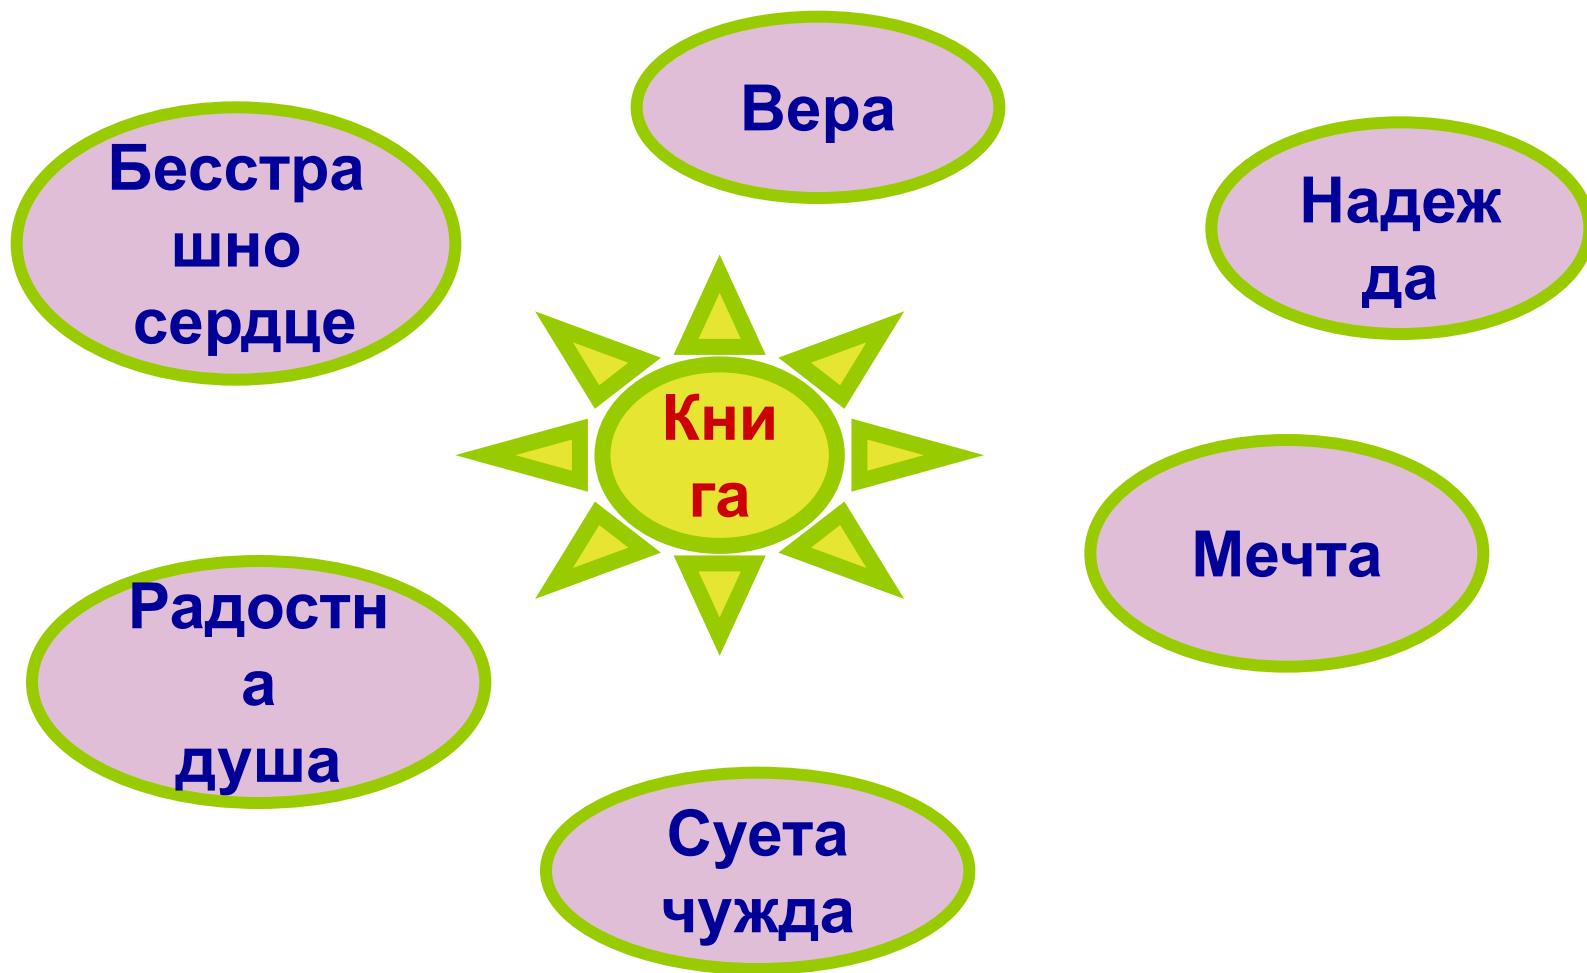 Вера
Бесстра
шно
сердце
Надеж
да
Кни
га
Мечта
Радостн
а
душа
Суета
чужда